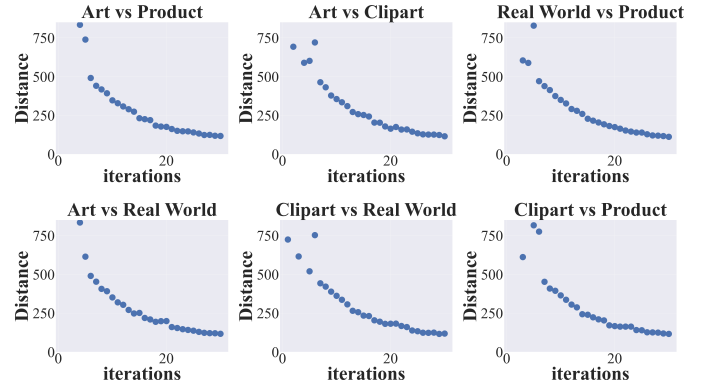 Art vs Product
Art vs Clipart
Real World vs Product
Distance
750
500
250
0
0
20
iterations
Distance
750
500
250
0
0
20
iterations
Distance
750
500
250
0
0
20
iterations
Art vs Real World
Clipart vs Real World
Clipart vs Product
Distance
750
500
250
0
0
20
iterations
Distance
750
500
250
0
0
20
iterations
Distance
750
500
250
0
0
20
iterations